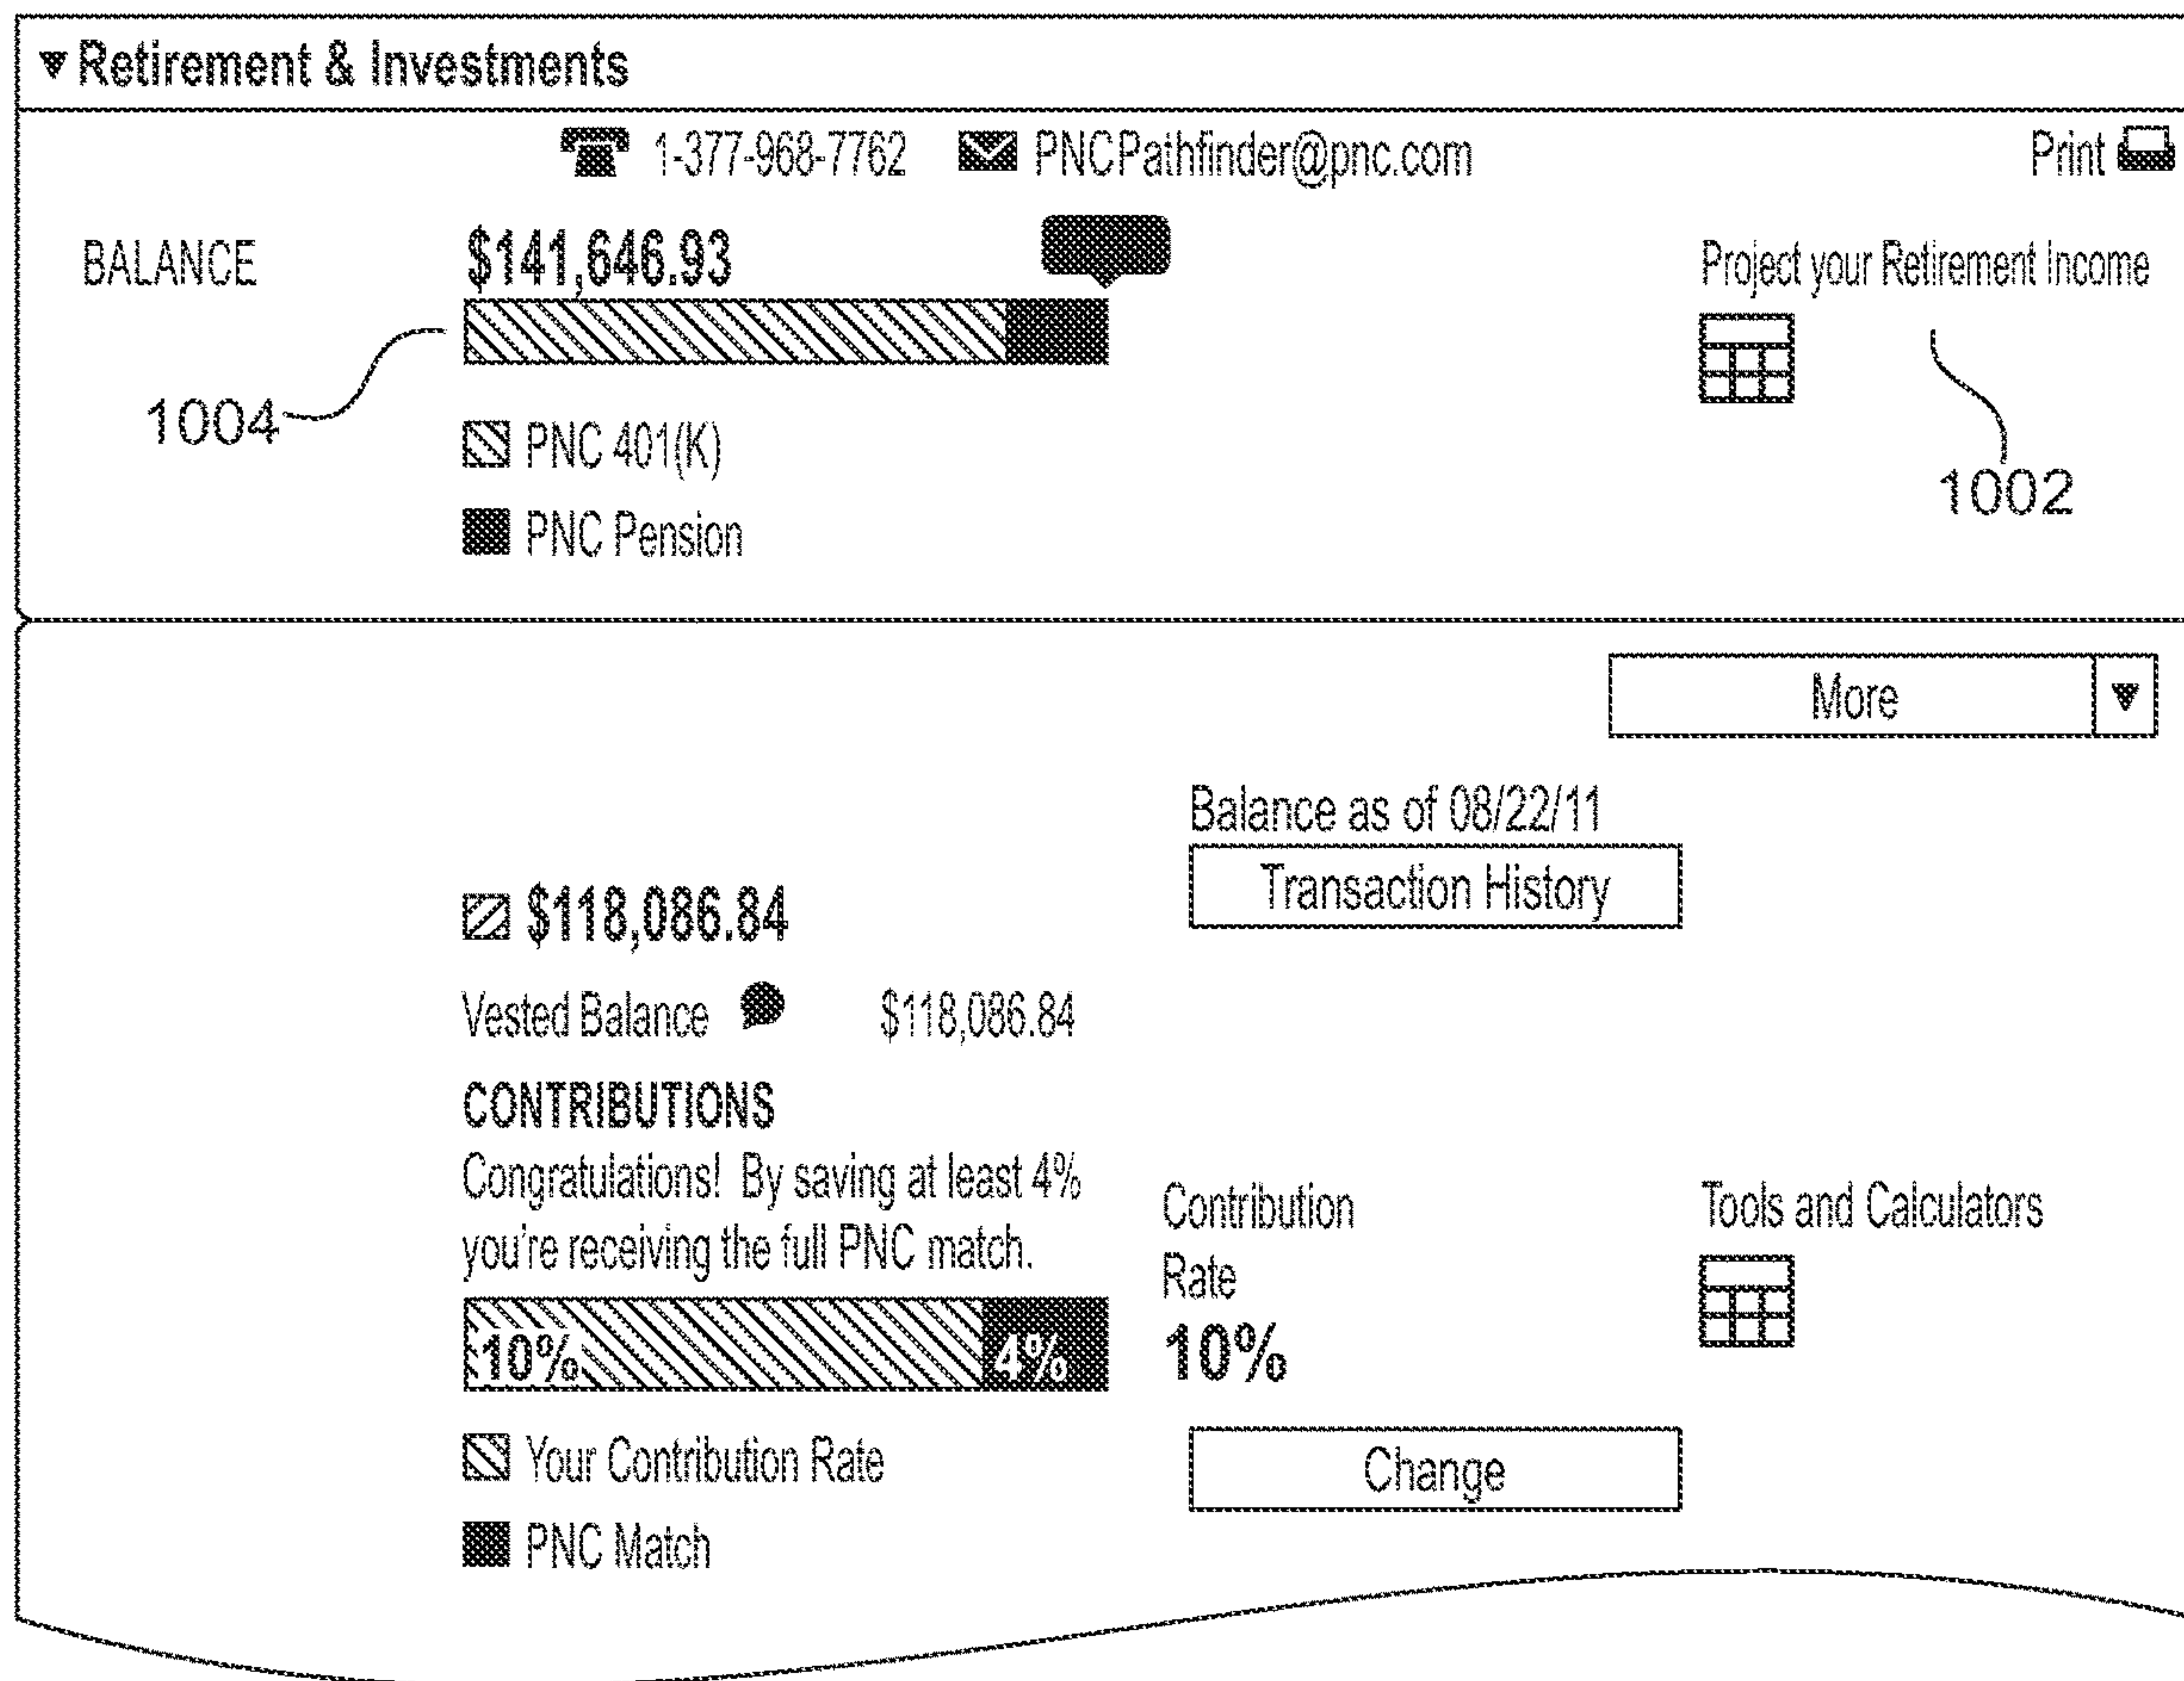 Retirement & Investments
1-377-968-7762 PNCPathfinder@pnc.com Print
BALANCE $141,646.93 Project your Retirement Income
1004
PNC 401(K)
1002
PNC Pension
More
Balance as of 08/22/11
Transaction History
$118,086.84
Vested Balance $118,086.84
CONTRIBUTIONS
Congratulations! By saving at least 4%
you're receiving the full PNC match.
Contribution
Rate
10%
Tools and Calculators
10% 4%
Your Contribution Rate
Change
PNC Match